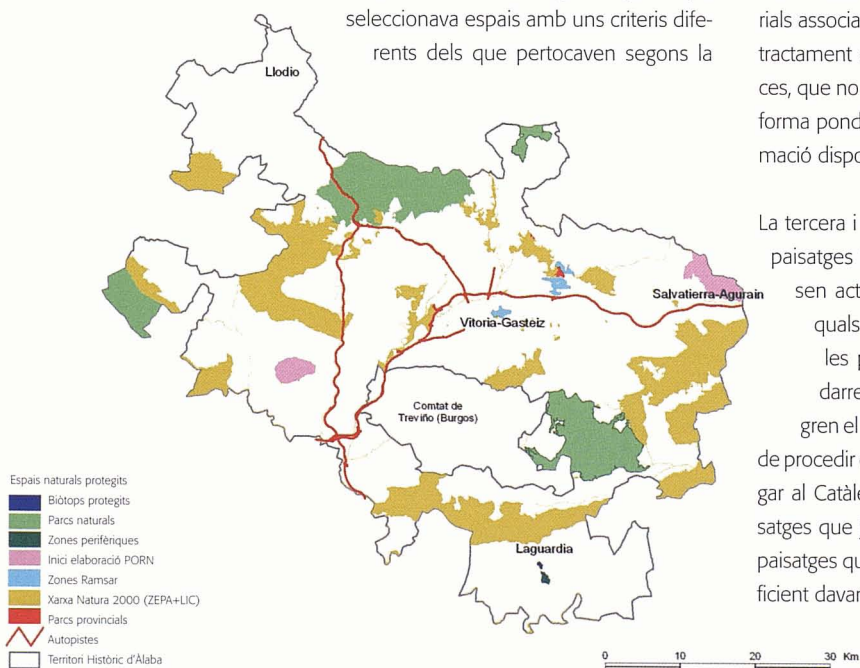 seleccionava espais amb uns criteris dife-
rents dels que pertocaven segons la
rials associa
tractament
ces, que no
forma pond
mació dispo
La tercera i
paisatges
sen act
quals
les p
darre
gren el
de procedir
gar al Catàle
satges que
paisatges qu
ficient davan
Llodio
Salvatierra-Agurain
Vitoria-Gasteiz
Comtat de
Treviño (Burgos)
Laguardia
Espais naturals protegits
Biòtops protegits
Parcs naturals
Zones perifèriques
Inici elaboració PORN
Zones Ramsar
Xarxa Natura 2000 (ZEPA+LIC)
Parcs provincials
Autopistes
Territori Històric d'Àlaba
0 10 20 30 Km